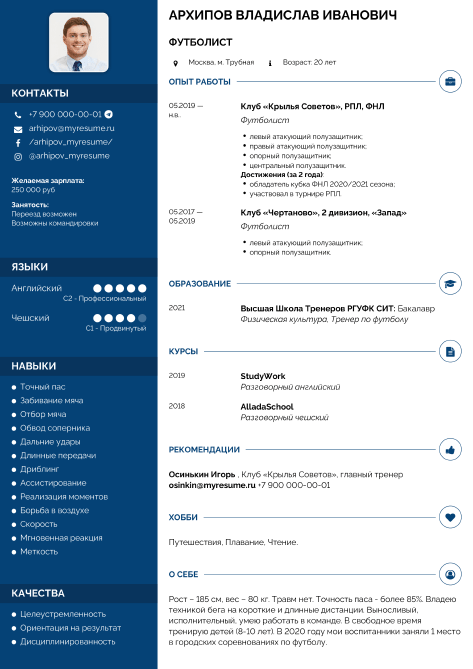 АРХИПОВ ВЛАДИСЛАВ ИВАНОВИЧ
ФУТБОЛИСТ
Москва, м. Трубная
Возраст: 20 лет
КОНТАКТЫ
+7 900 000-00-01
arhipov@myresume.ru
/arhipov_myresume/
@arhipov_myresume
Желаемая зарплата:
250 000 руб
Занятость:
Переезд возможен
Возможны командировки
ЯЗЫКИ
Английский
C2 - Профессиональный
Чешский
C1 - Продвинутый
НАВЫКИ
Точный пас
Забивание мяча
Отбор мяча
Обвод соперника
Дальние удары
Длинные передачи
Дриблинг
Ассистирование
Реализация моментов
Борьба в воздухе
Скорость
Мгновенная реакция
Меткость
КАЧЕСТВА
Целеустремленность
Ориентация на результат
Дисциплинированность
ОПЫТ РАБОТЫ
05.2019 —
н.в.
Клуб «Крылья Советов», РПЛ, ФНЛ
Футболист
левый атакующий полузащитник;
правый атакующий полузащитник;
опорный полузащитник;
центральный полузащитник.
Достижения (за 2 года):
обладатель кубка ФНЛ 2020/2021 сезона;
участвовал в турнире РПЛ.
05.2017 —
05.2019
Клуб «Чертаново», 2 дивизион, «Запад»
Футболист
левый атакующий полузащитник;
опорный полузащитник.
ОБРАЗОВАНИЕ
2021
Высшая Школа Тренеров РГУФК СИТ: Бакалавр
Физическая культура, Тренер по футболу
КУРСЫ
2019
StudyWork
Разговорный английский
2018
AlladaSchool
Разговорный чешский
РЕКОМЕНДАЦИИ
Осинькин Игорь , Клуб «Крылья Советов», главный тренер
osinkin@myresume.ru +7 900 000-00-01
ХОББИ
Путешествия, Плавание, Чтение.
О СЕБЕ
Рост – 185 см, вес – 80 кг. Травм нет. Точность паса - более 85%. Владею
техникой бега на короткие и длинные дистанции. Выносливый,
исполнительный, умею работать в команде. В свободное время
тренирую детей (8-10 лет). В 2020 году мои воспитанники заняли 1 место
в городских соревнованиях по футболу.